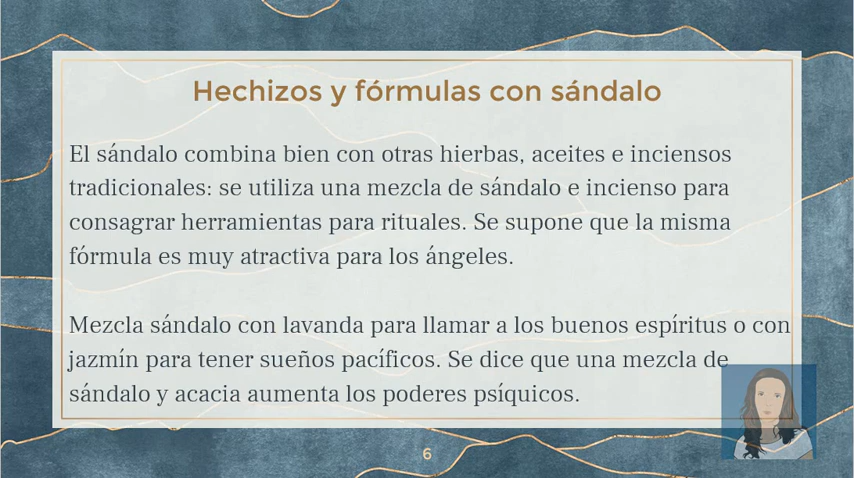 Hechizos y fórmulas con sándalo
El sándalo combina bien con otras hierbas, aceites e inciensos
tradicionales: se utiliza una mezcla de sándalo e incienso para
consagrar herramientas para rituales. Se supone que la misma
fórmula es muy atractiva para los ángeles.
Mezcla sándalo con lavanda para llamar a los buenos espíritus o con
jazmín para tener sueños pacíficos. Se dice que una mezcla de
sándalo y acacia aumenta los poderes psíquicos.
6